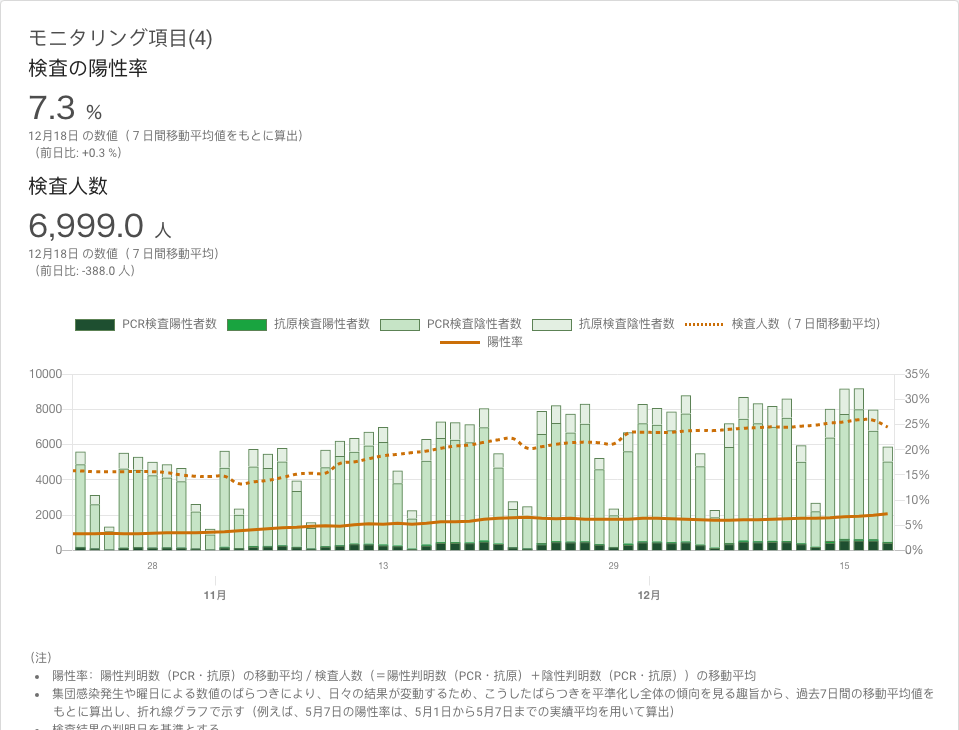 モニタリング項目(4)
検査の陽性率
7.3 %
12月18日 の数値（７日間移動平均値をもとに算出）
（前日比: +0.3 %）
検査人数
6,999.0 人
12月18日 の数値（７日間移動平均）
（前日比: -388.0 人）
PCR検査陽性者数 抗原検査陽性者数 PCR検査陰性者数 抗原検査陰性者数 検査人数（７日間移動平均）
陽性率
10000 35%
30%
8000
25%
6000
20%
4000
15%
10%
2000
5%
0 0%
28 13 29 15
11月 12月
（注）
• 陽性率：陽性判明数（PCR・抗原）の移動平均 / 検査人数（＝陽性判明数（PCR・抗原）＋陰性判明数（PCR・抗原））の移動平均
• 集団感染発生や曜日による数値のばらつきにより、日々の結果が変動するため、こうしたばらつきを平準化し全体の傾向を見る趣旨から、過去7日間の移動平均値を
もとに算出し、折れ線グラフで示す（例えば、5月7日の陽性率は、5月1日から5月7日までの実績平均を用いて算出）
• 検査結果の判明日を基準とする